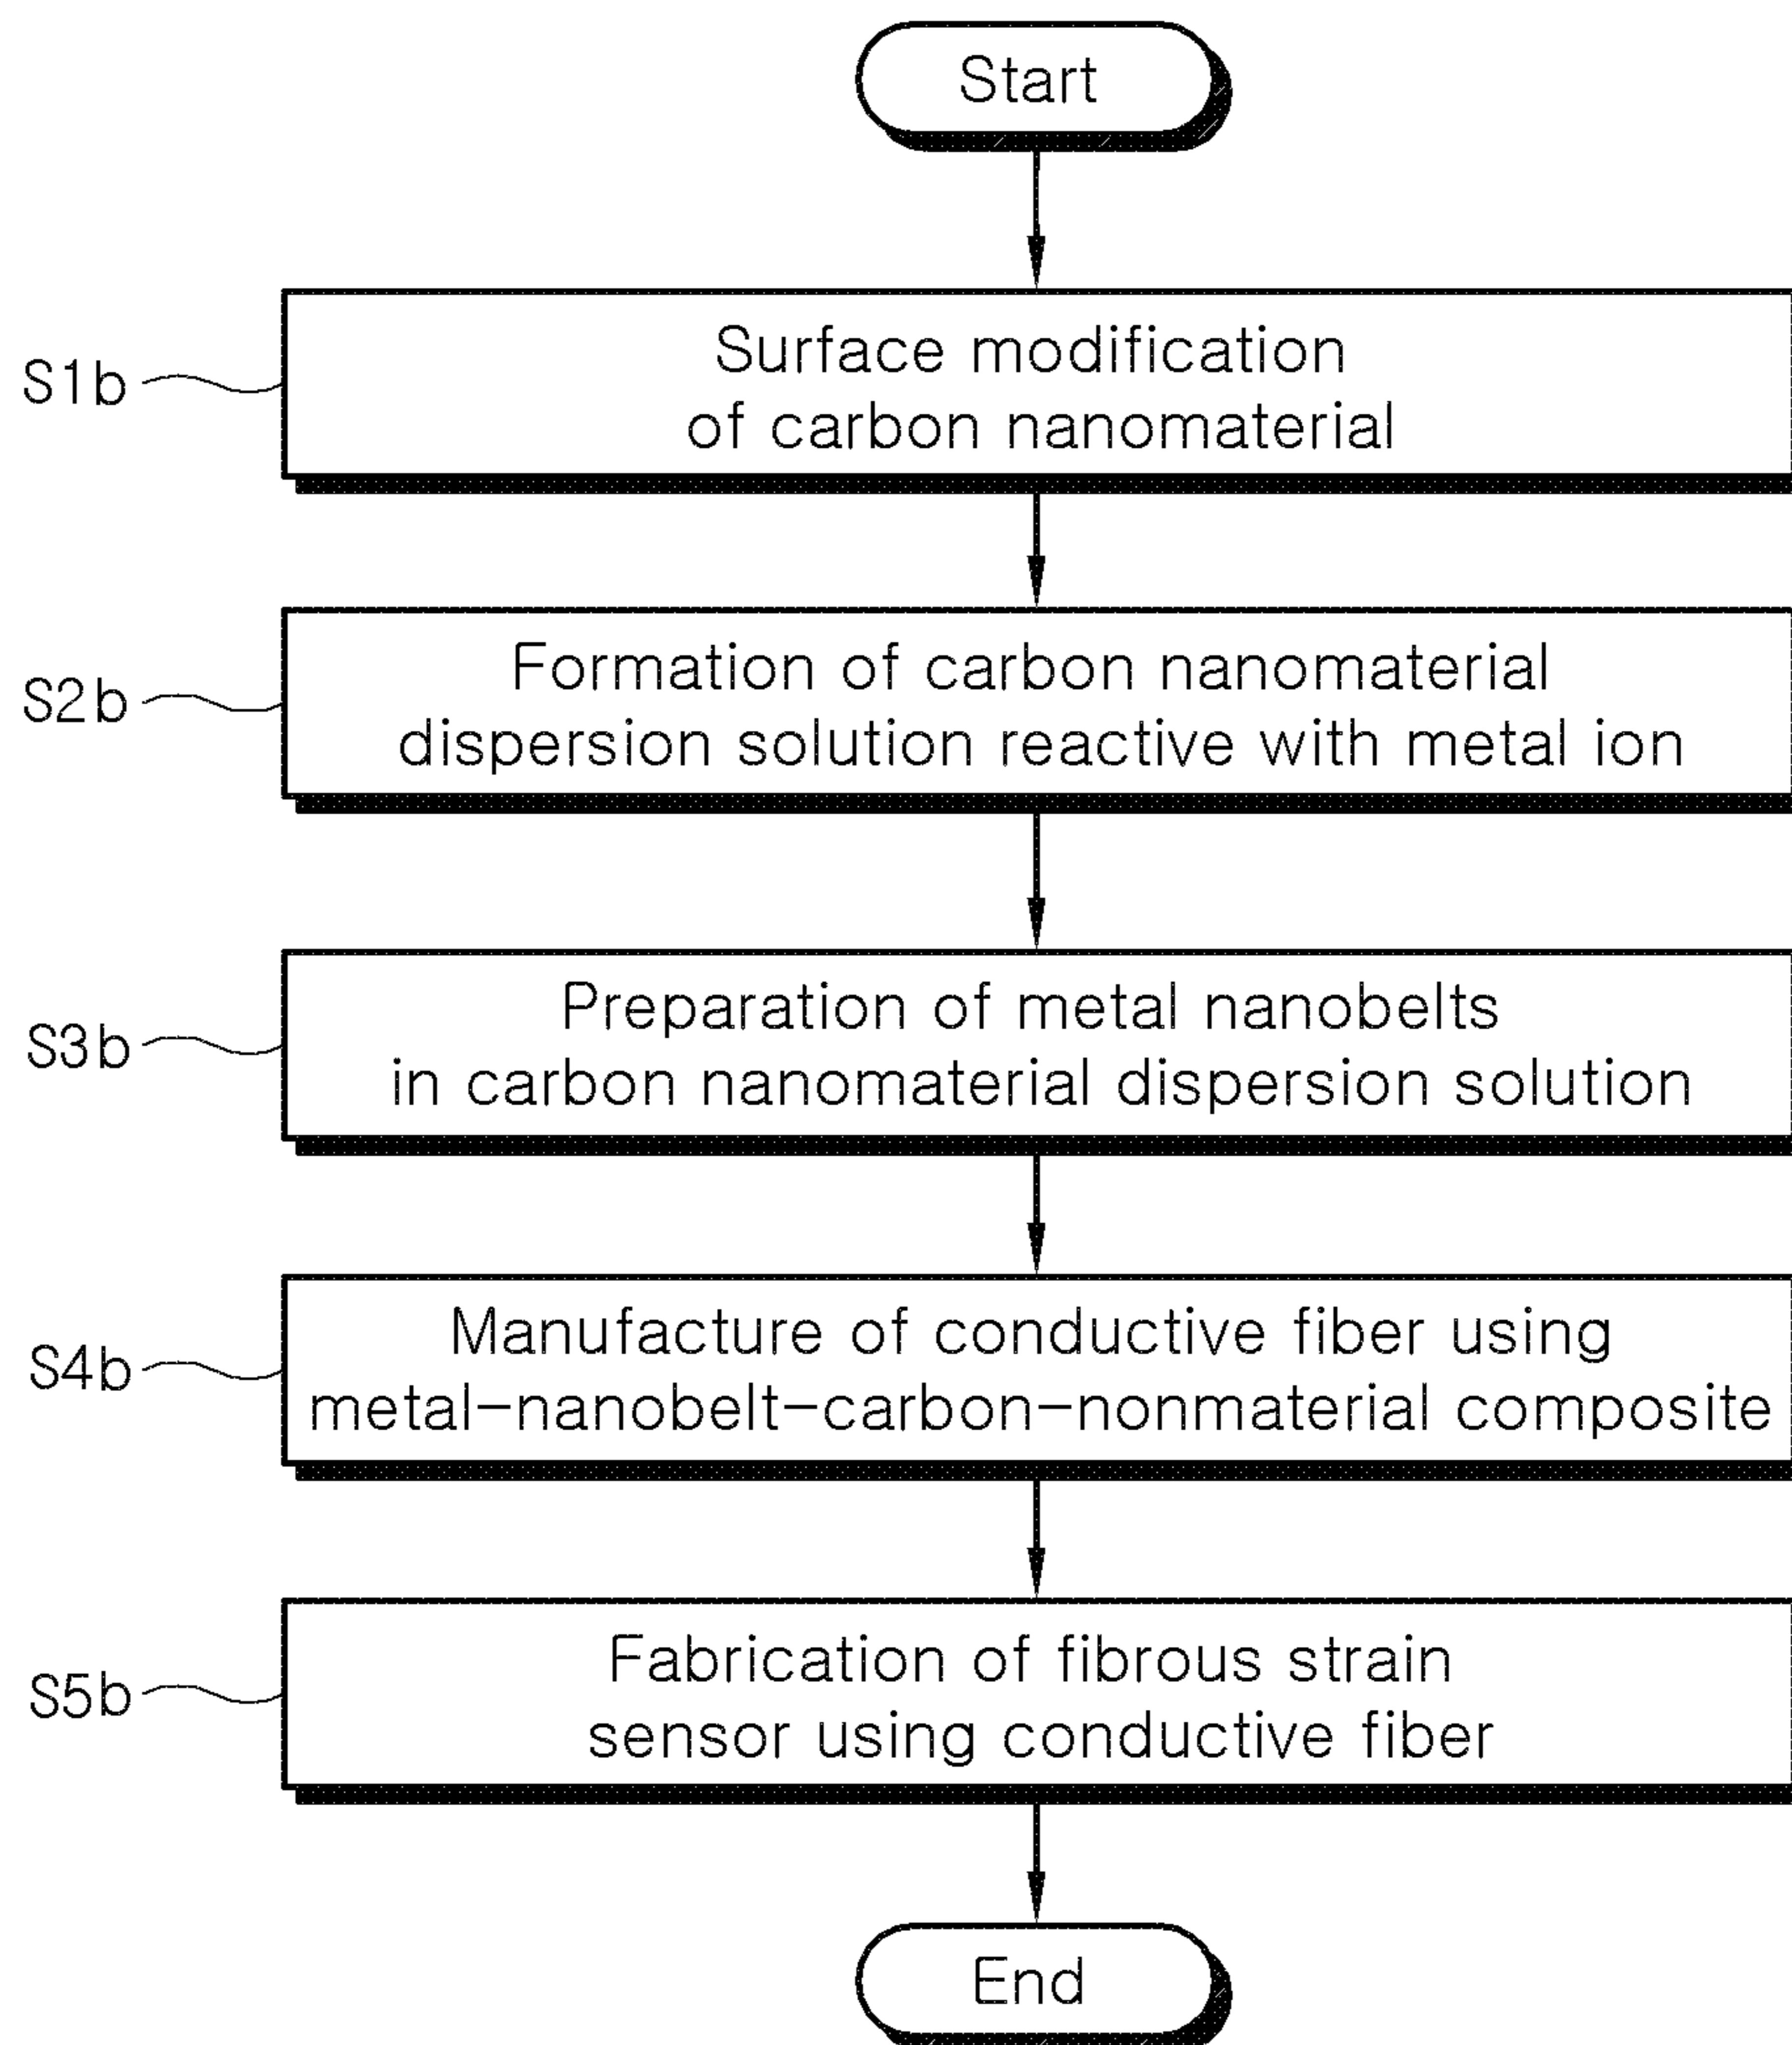 Start
S1b
Surface modification
of carbon nanomaterial
S2b
Formation of carbon nanomaterial
dispersion solution reactive with metal ion
S3b
Preparation of metal nanobelts
in carbon nanomaterial dispersion solution
S4b
Manufacture of conductive fiber using
metal-nanobelt-carbon-nonmaterial composite
S5b
Fabrication of fibrous strain
sensor using conductive fiber
End